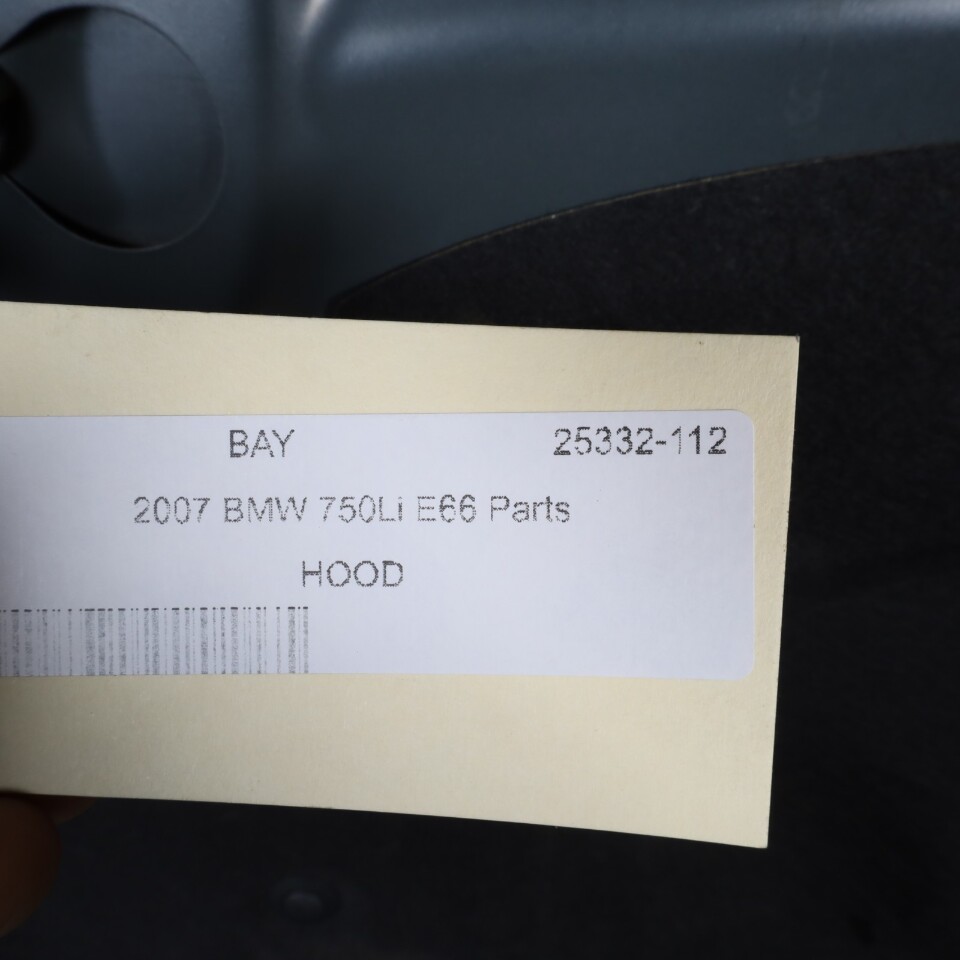 BAY 25332-112
2007 BMW 750Li E66 Parts
HOOD